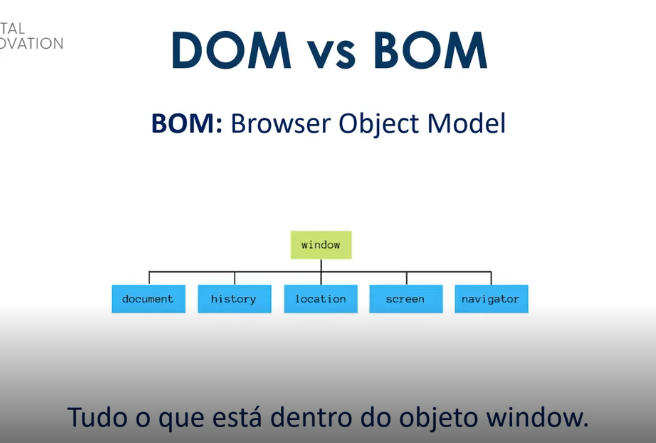 TAL
OVATION
DOM vs BOM
BOM: Browser Object Model
window
document history location screen navigator
Tudo o que está dentro do objeto window.